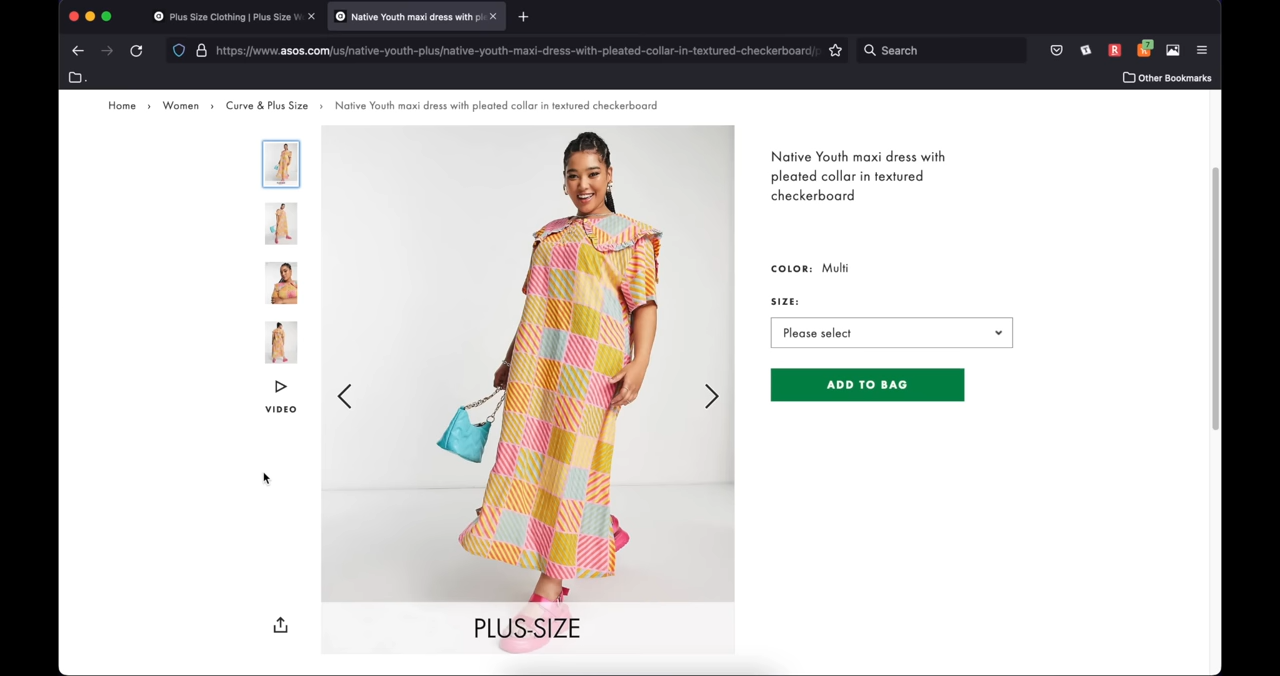 Plus Size Clothing | Plus Size W
Native Youth maxi dress with ple
https://www.asos.com/us/native-youth-plus/native-youth-maxi-dress-with-pleated-collar-in-textured-checkerboard/p
Search
R
7
.
Other Bookmarks
Home › Women › Curve & Plus Size › Native Youth maxi dress with pleated collar in textured checkerboard
Native Youth maxi dress with
pleated collar in textured
checkerboard
COLOR: Multi
SIZE:
Please select
ADD TO BAG
VIDEO
PLUS-SIZE